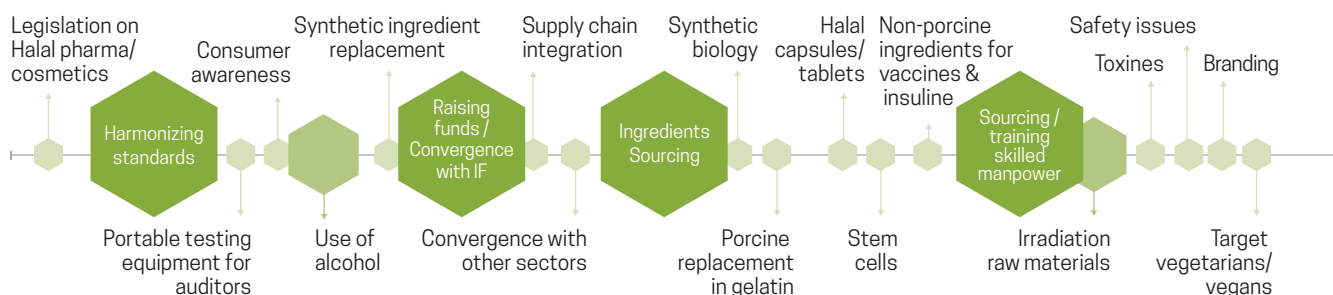 Legislation on
Halal pharma/
cosmetics
Harmonizing
standards
Portable testing
equipment for
auditors
Consumer
awareness
Use of
alcohol
Synthetic ingredient
replacement
Raising
funds /
Convergence
with IF
Supply chain
integration
Convergence with
other sectors
Ingredients
Sourcing
Synthetic
biology
Porcine
replacement
in gelatin
Halal
capsules/
tablets
Stem
cells
Non-porcine
ingredients for
vaccines &
insuline
Sourcing /
training
skilled
manpower
Irradiation
raw materials
Toxines
Safety issues
Branding
Target
vegetarians/
vegans